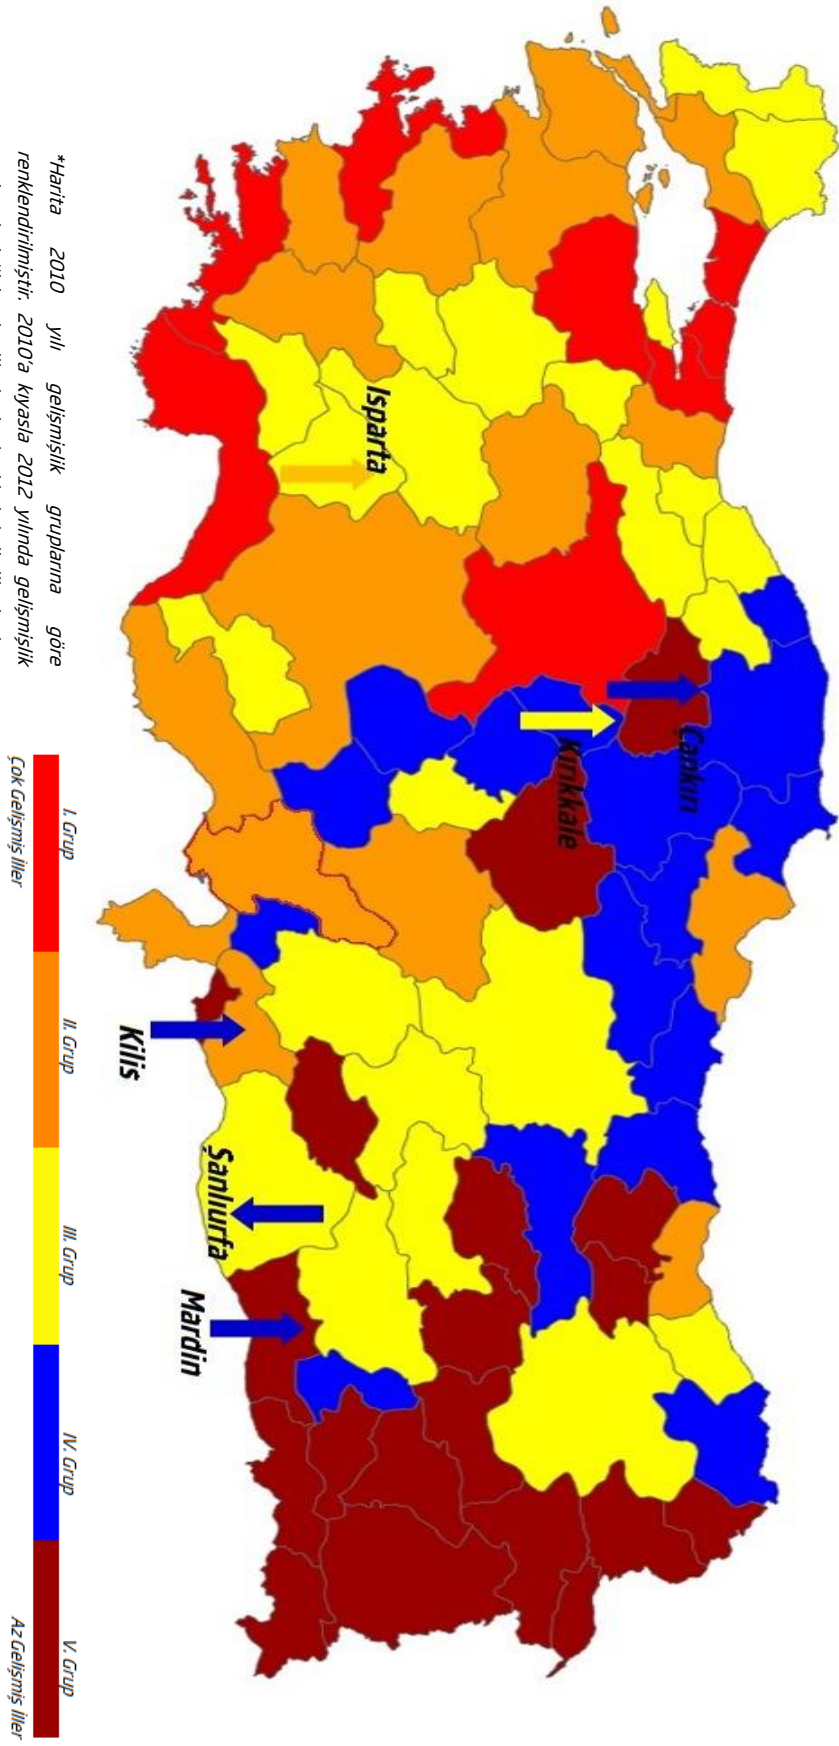 Isparta
Çankırı
Kırıkkale
Kilis
Şanlıurfa
Mardin
*Harita 2010 yılı gelişmişlik gruplarına göre
renklendirilmiştir. 2010'a kıyasla 2012 yılında gelişmişlik
I. Grup
II. Grup
III. Grup
IV. Grup
V. Grup
Çok Gelişmiş İller
Az Gelişmiş İller